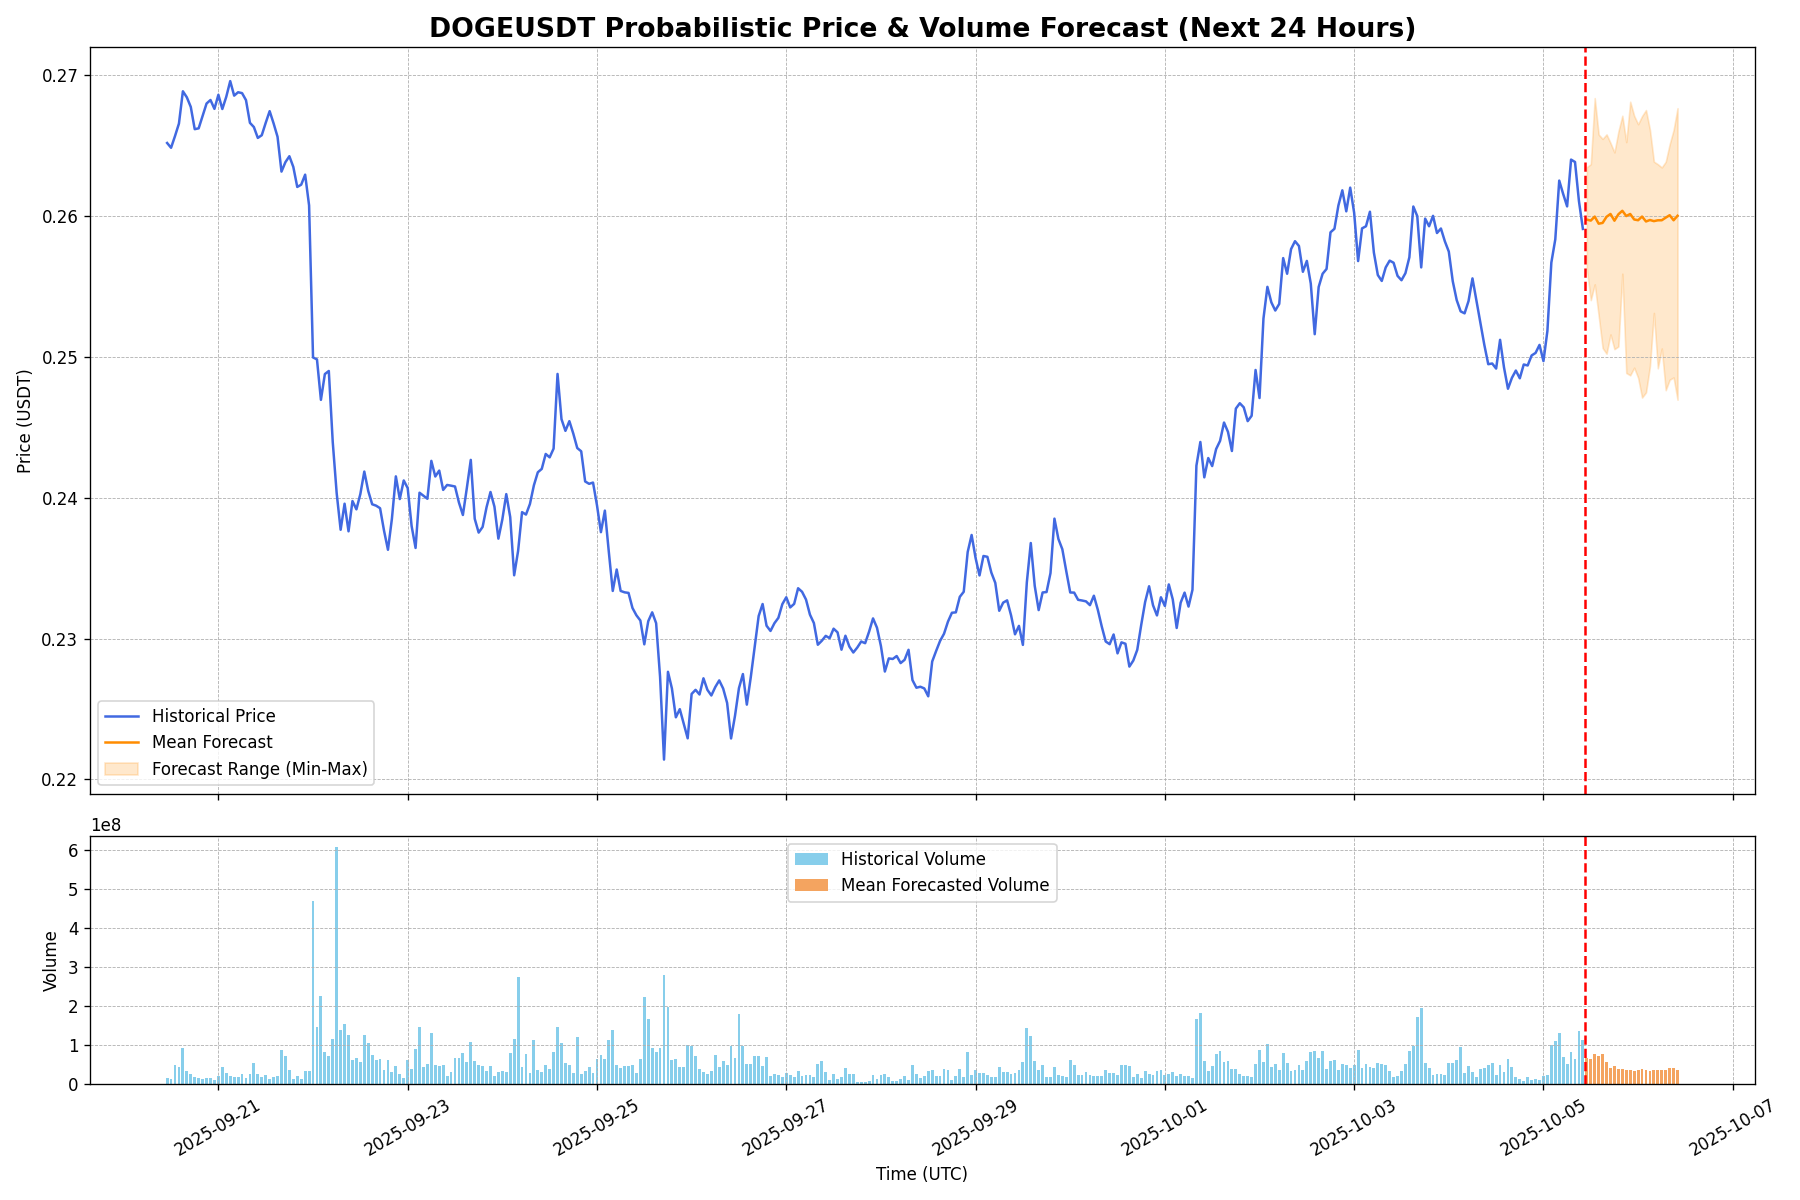 DOGEUSDT Probabilistic Price & Volume Forecast (Next 24 Hours)
0.27
0.26
0.25
0.24
0.23
0.22
Price (USDT)
Historical Price
Mean Forecast
Forecast Range (Min-Max)
1e8
6
5
4
3
2
1
0
Volume
Historical Volume
Mean Forecasted Volume
2025-09-21
2025-09-23
2025-09-25
2025-09-27
2025-09-29
2025-10-01
2025-10-03
2025-10-05
2025-10-07
Time (UTC)